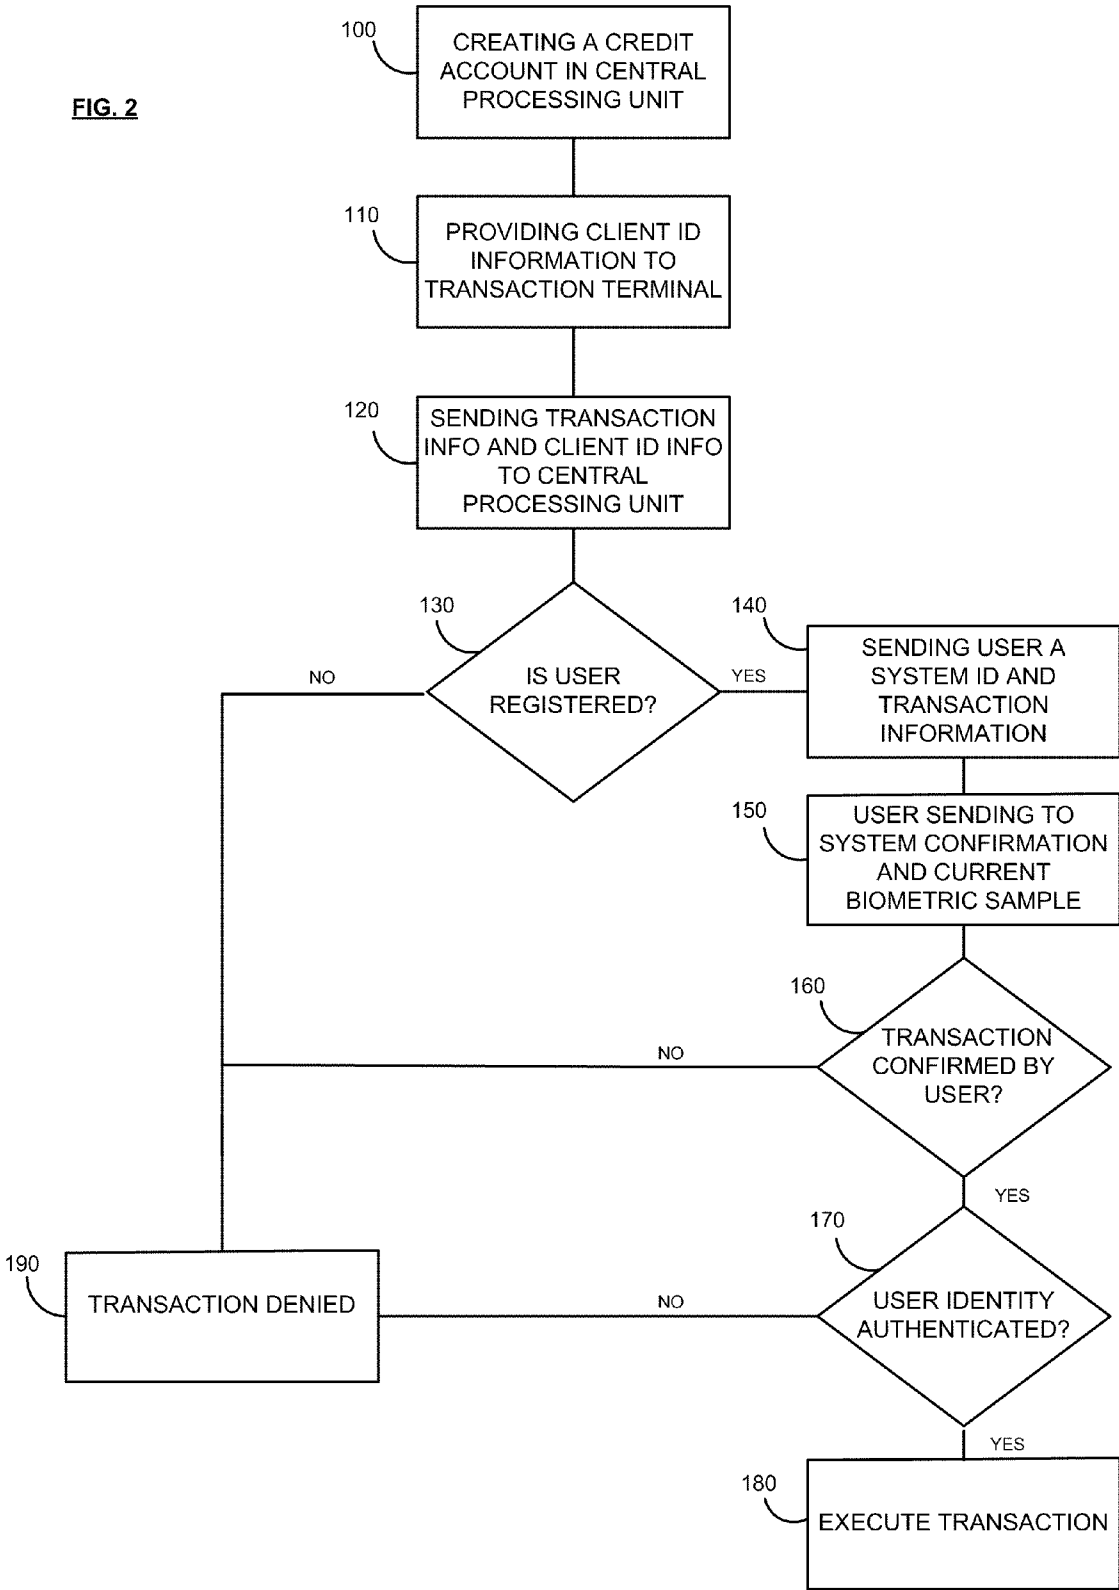 FIG. 2
100
CREATING A CREDIT
ACCOUNT IN CENTRAL
PROCESSING UNIT
110
PROVIDING CLIENT ID
INFORMATION TO
TRANSACTION TERMINAL
120
SENDING TRANSACTION
INFO AND CLIENT ID INFO
TO CENTRAL
PROCESSING UNIT
130
IS USER
REGISTERED?
NO
YES
140
SENDING USER A
SYSTEM ID AND
TRANSACTION
INFORMATION
150
USER SENDING TO
SYSTEM CONFIRMATION
AND CURRENT
BIOMETRIC SAMPLE
160
TRANSACTION
CONFIRMED BY
USER?
NO
YES
170
USER IDENTITY
AUTHENTICATED?
NO
190
TRANSACTION DENIED
YES
180
EXECUTE TRANSACTION